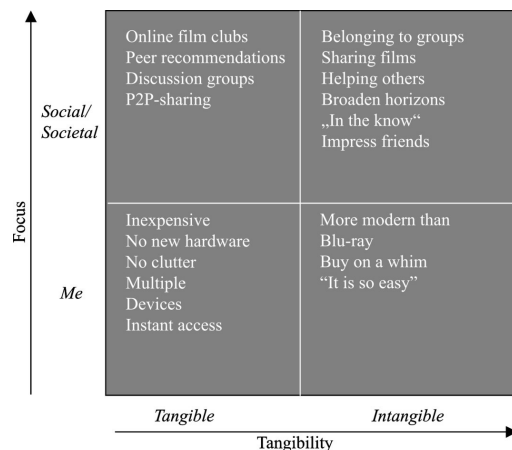 Online film clubs
Peer recommendations
Discussion groups
P2P-sharing
Belonging to groups
Sharing films
Helping others
Broaden horizons
„In the know“
Impress friends
Social/
Societal
Focus
Me
Inexpensive
No new hardware
No clutter
Multiple
Devices
Instant access
More modern than
Blu-ray
Buy on a whim
“It is so easy”
Tangible
Intangible
Tangibility